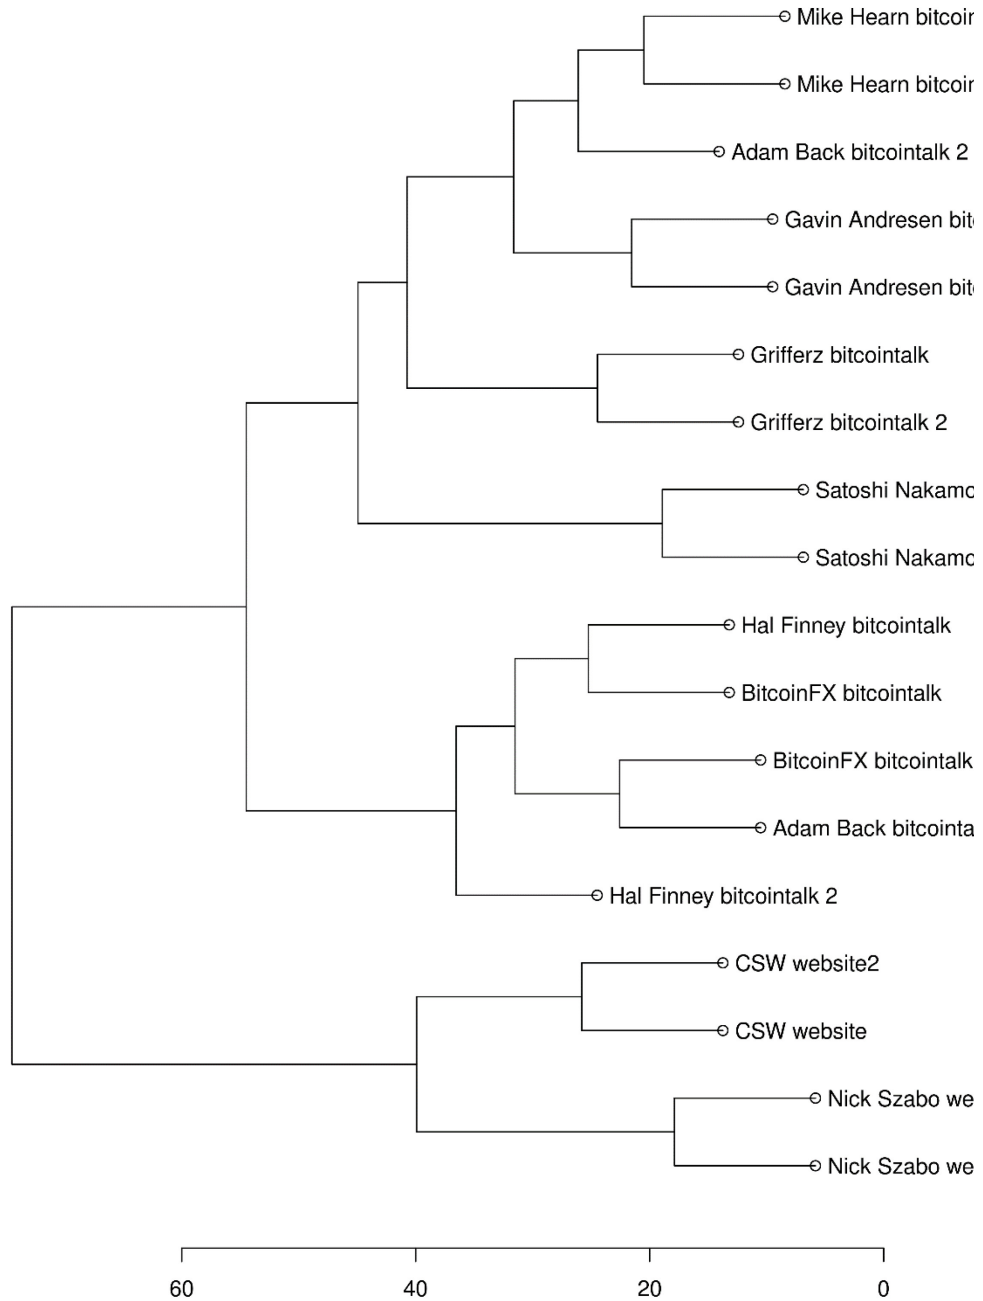 Mike Hearn bitcoin
Mike Hearn bitcoin
Adam Back bitcointalk 2
Gavin Andresen bit
Gavin Andresen bit
Grifferz bitcointalk
Grifferz bitcointalk 2
Satoshi Nakamo
Satoshi Nakamo
Hal Finney bitcointalk
BitcoinFX bitcointalk
BitcoinFX bitcointalk
Adam Back bitcointa
Hal Finney bitcointalk 2
CSW website2
CSW website
Nick Szabo we
Nick Szabo we
60 40 20 0